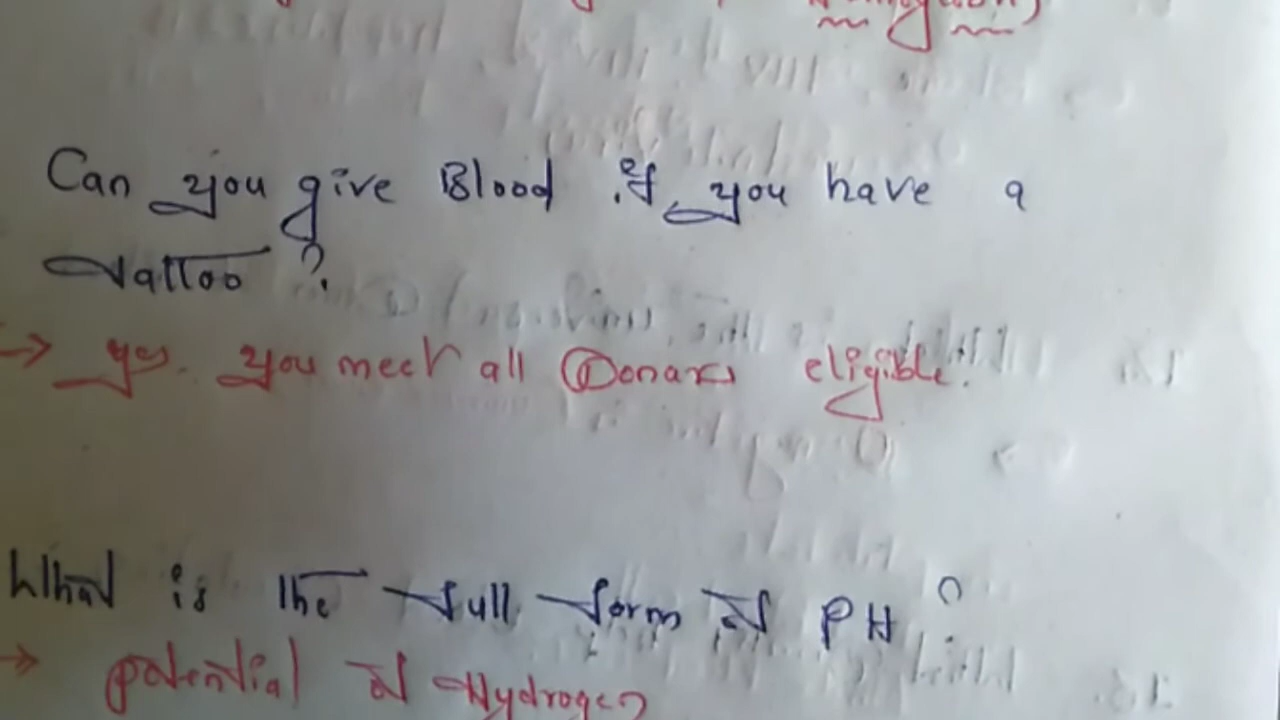 Can you give Blood if you have a
Tattoo ?
→ yes. you meet all Donars eligible.
What is the full form of PH ?
→ potential of Hydrogen